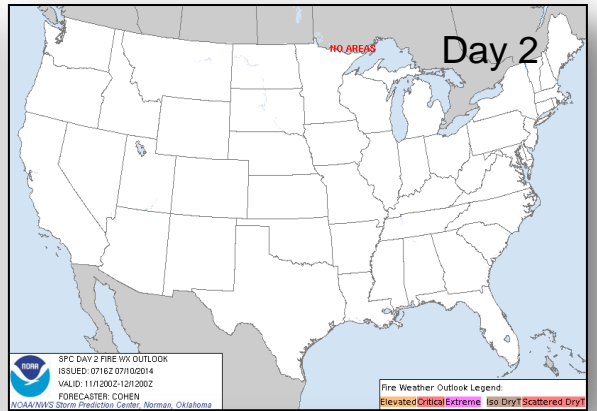 NO AREAS
Day 2
NOAA
SPC DAY 2 FIRE WX OUTLOOK
ISSUED: 0716Z 07/10/2014
VALID: 11/1200Z-12/1200Z
FORECASTER: COHEN
NOAA/NWS Storm Prediction Center, Norman, Oklahoma
Fire Weather Outlook Legend:
Elevated Critical Extreme Iso DryT Scattered DryT